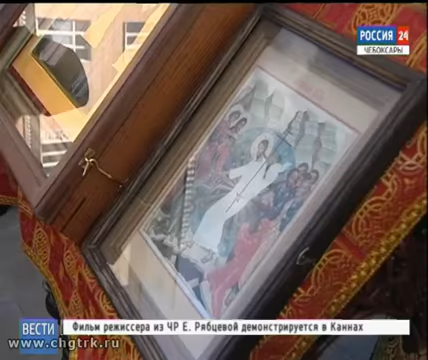 РОССИЯ 24
ЧЕБОКСАРЫ
ВЕСТИ
Фильм режиссера из ЧР Е. Рябцевой демонстрируется в Каннах
www.chgtrk.ru